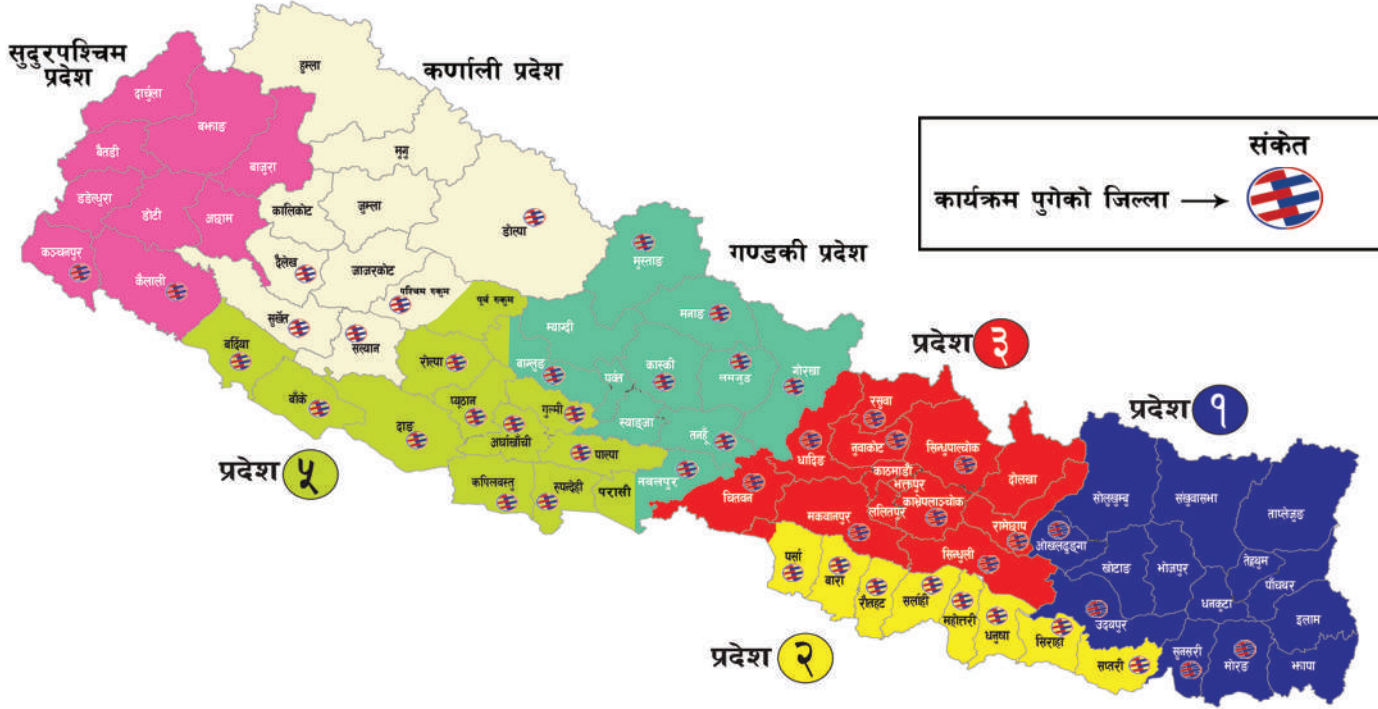 सुदुरपश्चिम
प्रदेश
कर्णाली प्रदेश
संकेत
कार्यक्रम पुगेको जिल्ला →
गण्डकी प्रदेश
प्रदेश ३
प्रदेश १
प्रदेश ५
प्रदेश २
दार्चुला
बझाङ
बैतडी
बाजुरा
डडेल्धुरा
डोटी
अछाम
कञ्चनपुर
कैलाली
हुम्ला
मुगु
कालिकोट
जुम्ला
डोल्पा
दैलेख
जाजरकोट
पश्चिम रुकुम
सुर्खेत
सल्यान
पूर्व रुकुम
बर्दिया
बाँके
रोल्पा
दाङ
प्यूठान
गुल्मी
अर्घाखाँची
पाल्पा
कपिलवस्तु
रुपन्देही
परासी
मुस्ताङ
मनाङ
म्याग्दी
बाग्लुङ
पर्वत
कास्की
लमजुङ
गोरखा
स्याङ्जा
तनहूँ
नवलपुर
रसुवा
धादिङ
नुवाकोट
सिन्धुपाल्चोक
काठमाडौं
भक्तपुर
दोलखा
चितवन
मकवानपुर
ललितपुर
काभ्रेपलाञ्चोक
रामेछाप
सिन्धुली
पर्सा
बारा
रौतहट
सर्लाही
महोत्तरी
धनुषा
सिराहा
सप्तरी
सोलुखुम्बु
संखुवासभा
ताप्लेजुङ
ओखलढुङ्गा
खोटाङ
भोजपुर
तेह्रथुम
पाँचथर
धनकुटा
उदयपुर
इलाम
सुनसरी
मोरङ
झापा